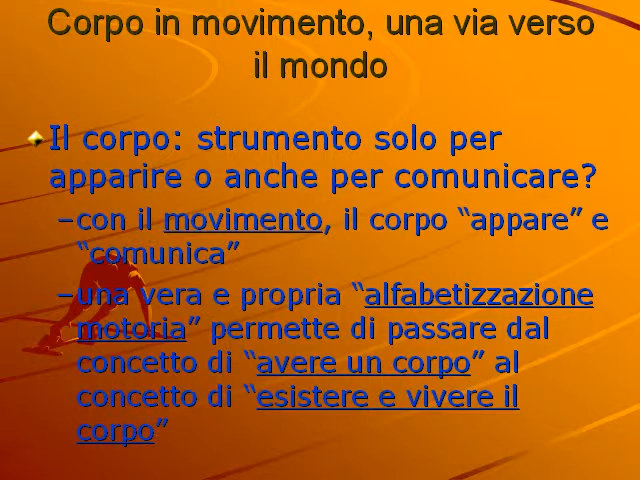 Corpo in movimento, una via verso
il mondo
Il corpo: strumento solo per
apparire o anche per comunicare?
–con il movimento, il corpo “appare” e
“comunica”
–una vera e propria “alfabetizzazione
motoria” permette di passare dal
concetto di “avere un corpo” al
concetto di “esistere e vivere il
corpo”